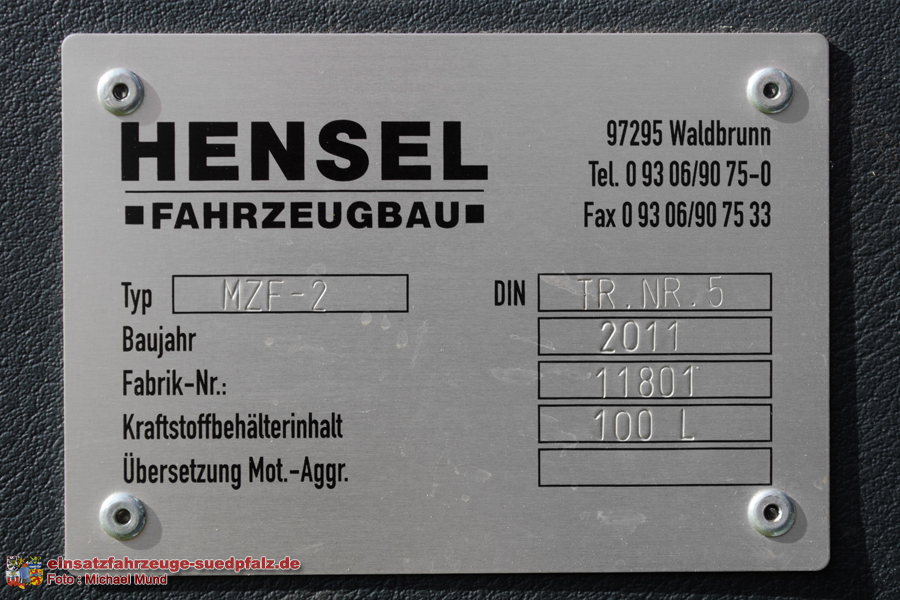 HENSEL
FAHRZEUGBAU
97295 Waldbrunn
Tel. 0 93 06/90 75-0
Fax 0 93 06/90 75 33
Typ MZF-2 DIN TR.NR.5
Baujahr 2011
Fabrik-Nr.: 11801
Kraftstoffbehälterinhalt 100 L
Übersetzung Mot.-Aggr.
einsatzfahrzeuge-suedpfalz.de
Foto : Michael Mund